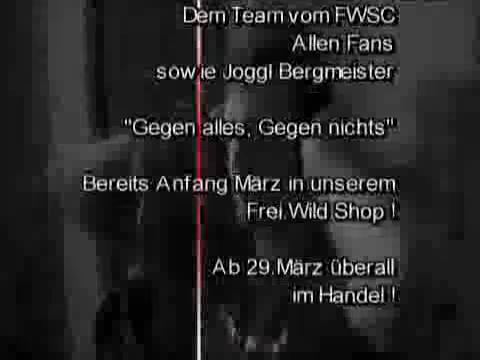 Dem Team vom FWSC
Allen Fans
sowie Joggl Bergmeister
"Gegen alles, Gegen nichts"
Bereits Anfang März in unserem
Frei.Wild Shop !
Ab 29.März überall
im Handel !